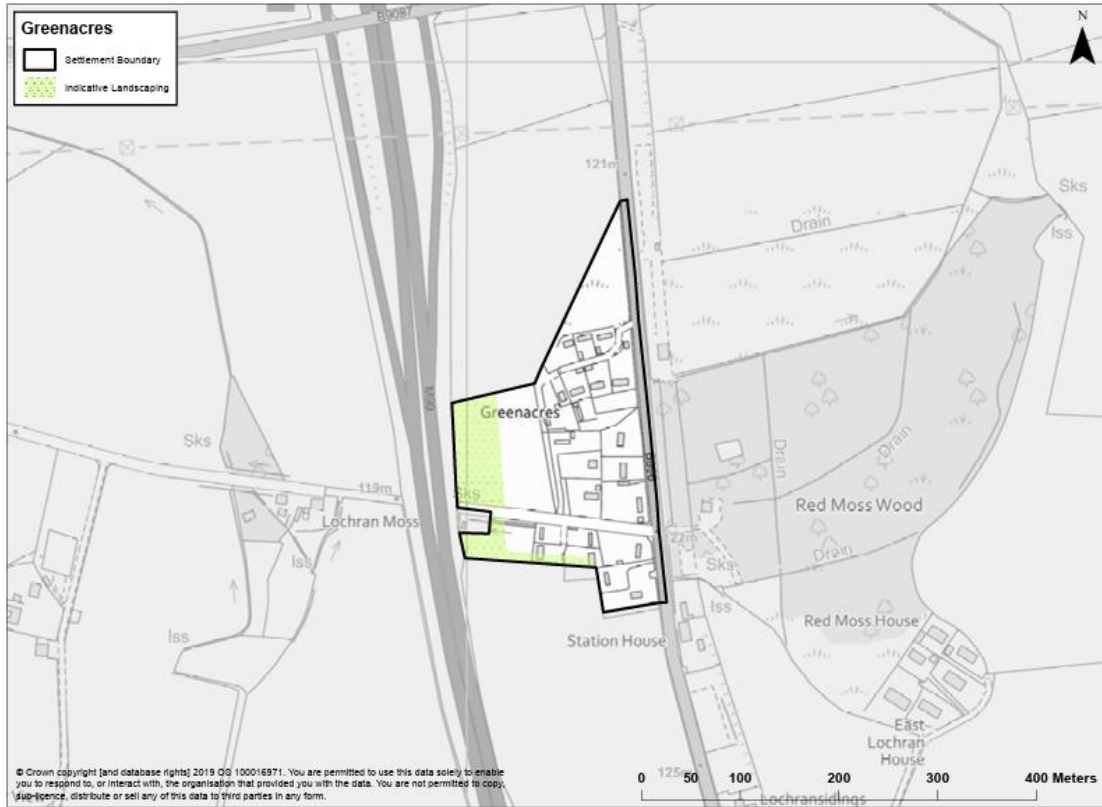 Greenacres
Settlement Boundary
Indicative Landscaping
B9097
N
121m
Sks
Iss
Drain
M90
Greenacres
Sks
Sks
B996
Drain
Drain
119m
Lochran Moss
Red Moss Wood
122m
Drain
Iss
Sks
Iss
Iss
Red Moss House
Station House
East
Lochran
House
© Crown copyright [and database rights] 2019 OS 100016971. You are permitted to use this data solely to enable
you to respond to, or interact with, the organisation that provided you with the data. You are not permitted to copy,
sub-licence, distribute or sell any of this data to third parties in any form.
125m
Lochransidings
0 50 100 200 300 400 Meters